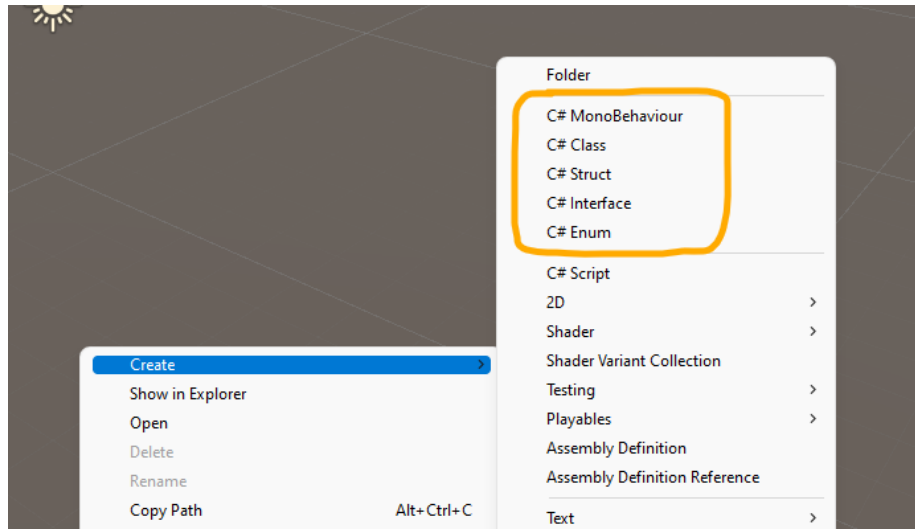 Folder
C# MonoBehaviour
C# Class
C# Struct
C# Interface
C# Enum
C# Script
2D
Shader
Shader Variant Collection
Testing
Playables
Assembly Definition
Assembly Definition Reference
Text
Create
Show in Explorer
Open
Delete
Rename
Copy Path Alt+Ctrl+C